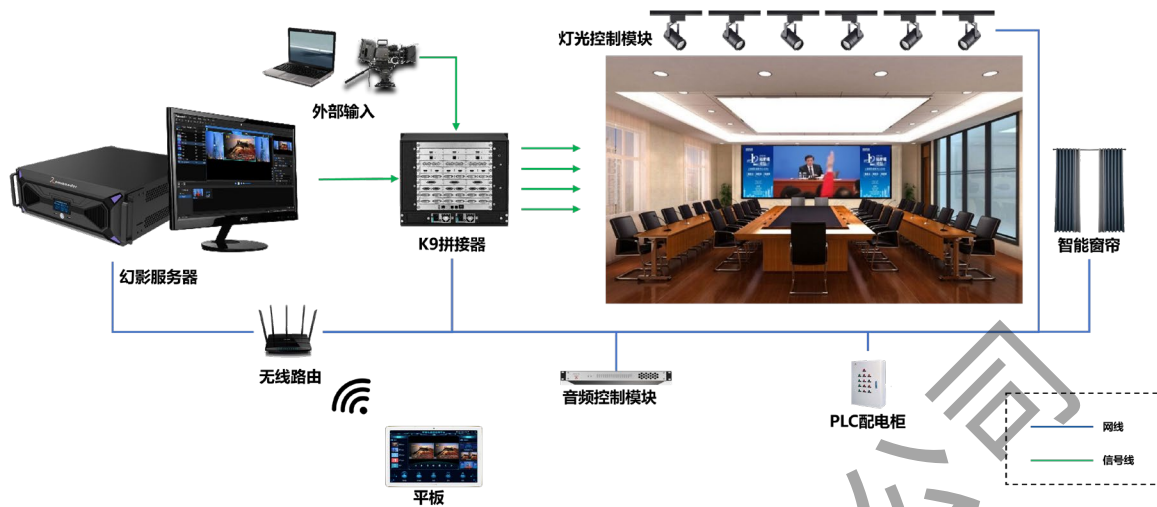 灯光控制模块
外部输入
K9拼接器
幻影服务器
智能窗帘
无线路由
音频控制模块
PLC配电柜
网线
信号线
平板
公司